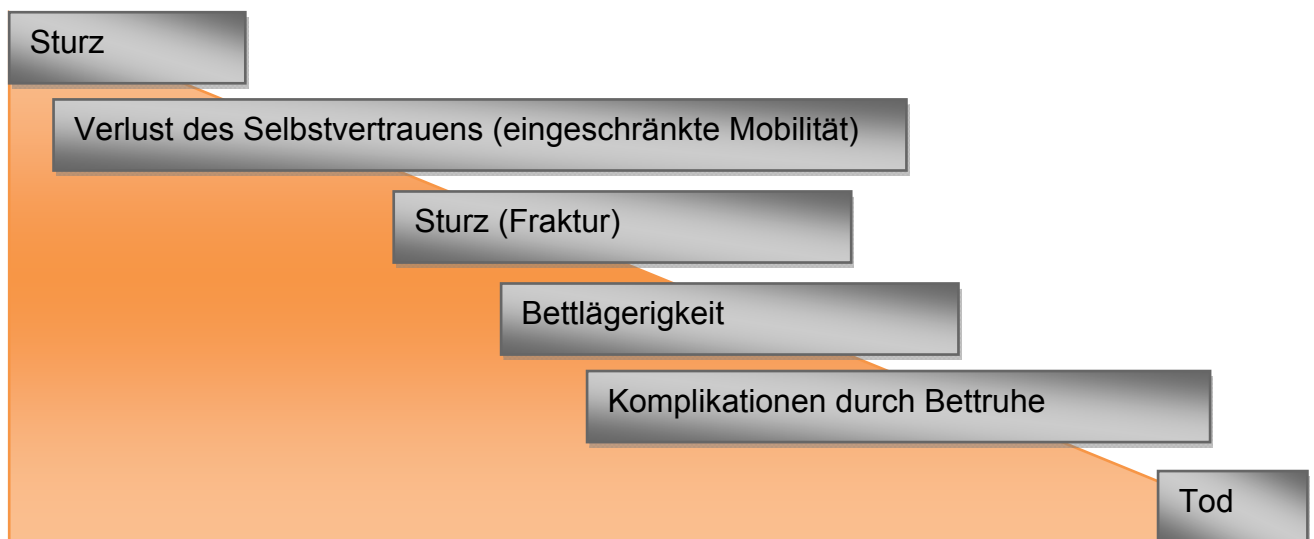 Sturz
Verlust des Selbstvertrauens (eingeschränkte Mobilität)
Sturz (Fraktur)
Bettlägerigkeit
Komplikationen durch Bettruhe
Tod